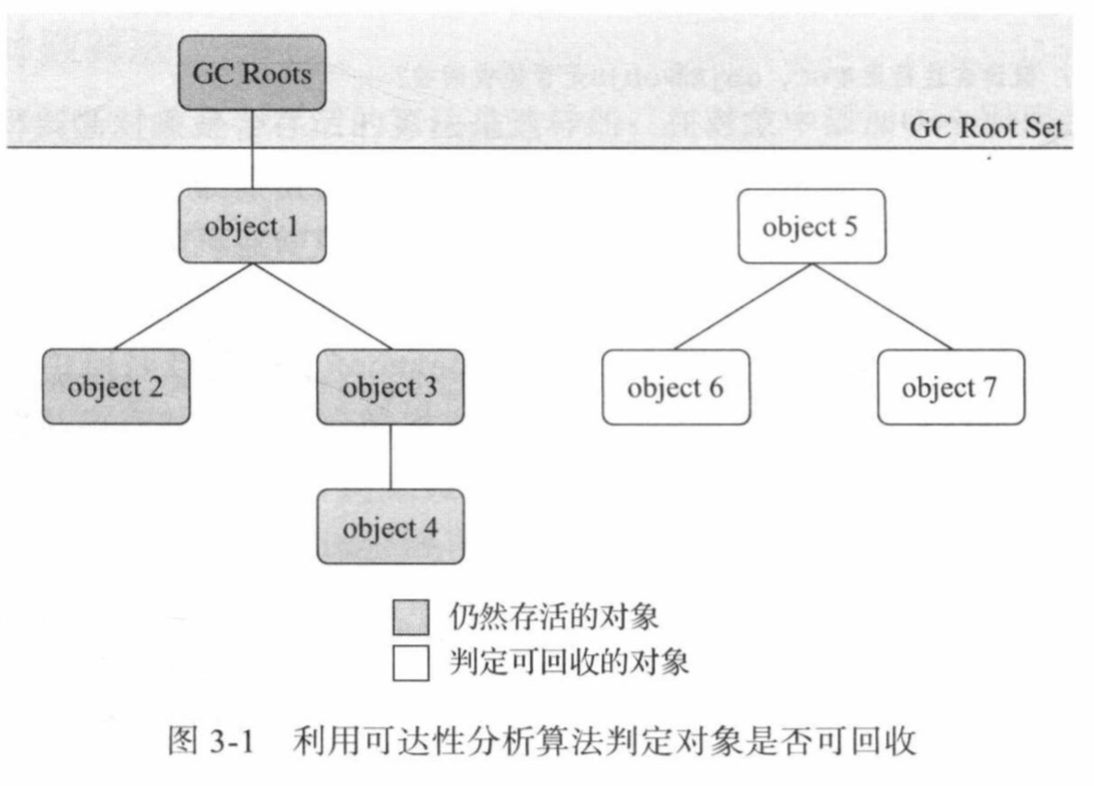 GC Roots
GC Root Set
object 1
object 5
object 2
object 3
object 6
object 7
object 4
仍然存活的对象
判定可回收的对象
图 3-1 利用可达性分析算法判定对象是否可回收